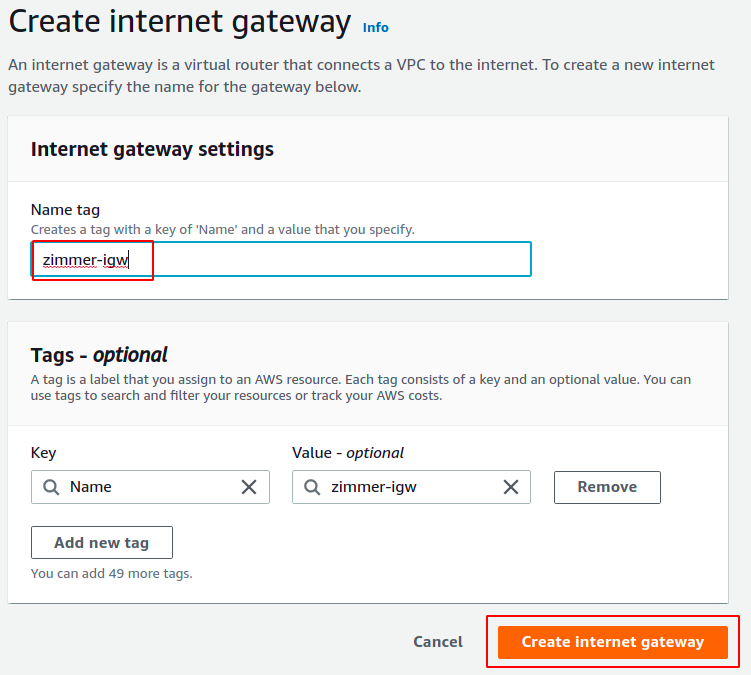 Create internet gateway Info
An internet gateway is a virtual router that connects a VPC to the internet. To create a new internet
gateway specify the name for the gateway below.
Internet gateway settings
Name tag
Creates a tag with a key of 'Name' and a value that you specify.
zimmer-igw
Tags - optional
A tag is a label that you assign to an AWS resource. Each tag consists of a key and an optional value. You can
use tags to search and filter your resources or track your AWS costs.
Key Value - optional
Name zimmer-igw Remove
Add new tag
You can add 49 more tags.
Cancel Create internet gateway